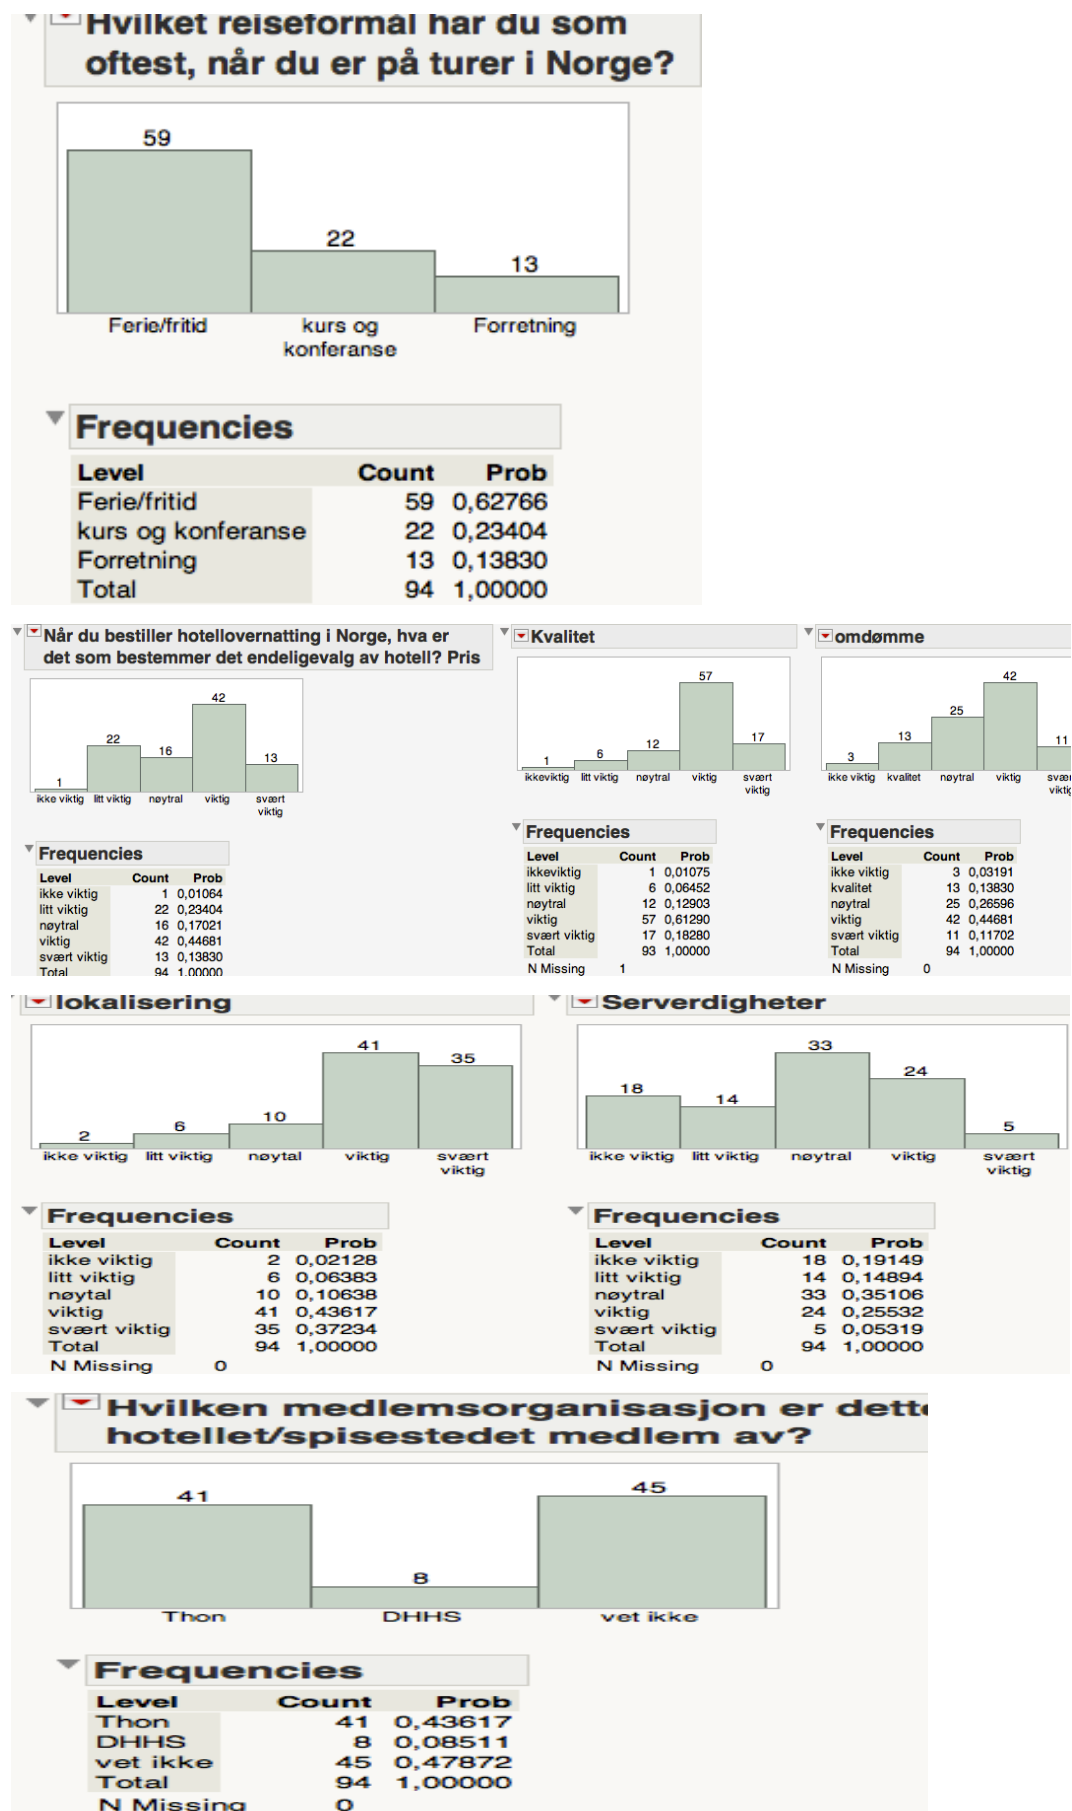 Hvilket reiseformål har du som
oftest, når du er på turer i Norge?
59
22
13
Ferie/fritid kurs og konferanse Forretning
Frequencies
Level Count Prob
Ferie/fritid 59 0,62766
kurs og konferanse 22 0,23404
Forretning 13 0,13830
Total 94 1,00000
Når du bestiller hotellovernatting i Norge, hva er
det som bestemmer det endeligevalg av hotell? Pris
1 22 16 42 13
ikke viktig litt viktig nøytral viktig svært
viktig
Frequencies
Level Count Prob
ikke viktig 1 0,01064
litt viktig 22 0,23404
nøytral 16 0,17021
viktig 42 0,44681
svært viktig 13 0,13830
Total 94 1,00000
Kvalitet
1 6 12 57 17
ikkeviktig litt viktig nøytral viktig svært
viktig
Frequencies
Level Count Prob
ikkeviktig 1 0,01075
litt viktig 6 0,06452
nøytral 12 0,12903
viktig 57 0,61290
svært viktig 17 0,18280
Total 93 1,00000
N Missing 1
omdømme
3 13 25 42 11
ikke viktig kvalitet nøytral viktig svær
viktig
Frequencies
Level Count Prob
ikke viktig 3 0,03191
kvalitet 13 0,13830
nøytral 25 0,26596
viktig 42 0,44681
svært viktig 11 0,11702
Total 94 1,00000
N Missing 0
lokalisering
2 6 10 41 35
ikke viktig litt viktig nøytal viktig svært
viktig
Frequencies
Level Count Prob
ikke viktig 2 0,02128
litt viktig 6 0,06383
nøytal 10 0,10638
viktig 41 0,43617
svært viktig 35 0,37234
Total 94 1,00000
N Missing 0
Serverdigheter
18 14 33 24 5
ikke viktig litt viktig nøytral viktig svært
viktig
Frequencies
Level Count Prob
ikke viktig 18 0,19149
litt viktig 14 0,14894
nøytral 33 0,35106
viktig 24 0,25532
svært viktig 5 0,05319
Total 94 1,00000
N Missing 0
Hvilken medlemsorganisasjon er dette
hotellet/spisestedet medlem av?
41 8 45
Thon DHHS vet ikke
Frequencies
Level Count Prob
Thon 41 0,43617
DHHS 8 0,08511
vet ikke 45 0,47872
Total 94 1,00000
N Missing 0